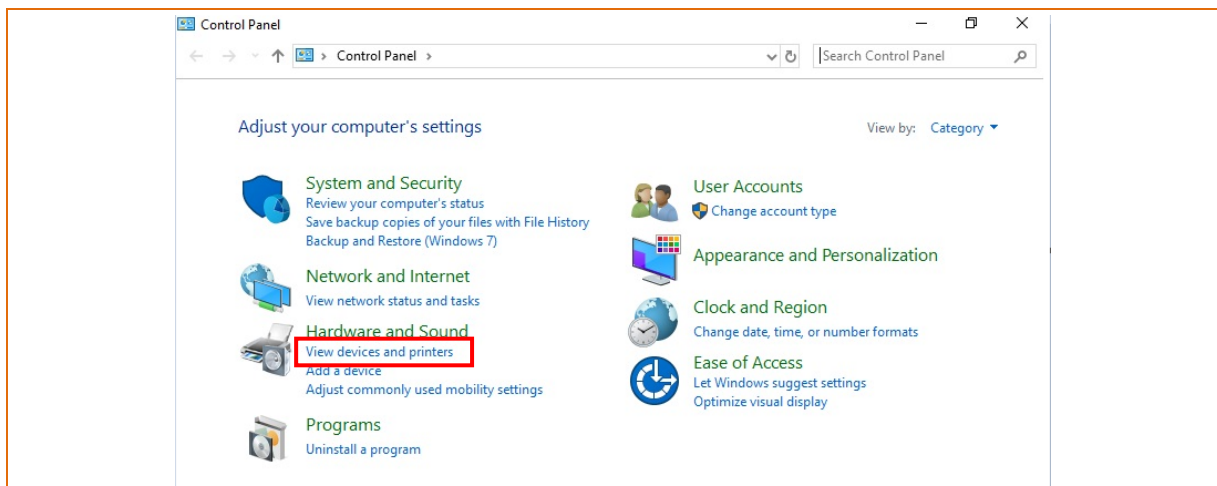 Control Panel
Control Panel
Search Control Panel
Adjust your computer's settings
View by: Category
System and Security
Review your computer's status
Save backup copies of your files with File History
Backup and Restore (Windows 7)
Network and Internet
View network status and tasks
Hardware and Sound
View devices and printers
Add a device
Adjust commonly used mobility settings
Programs
Uninstall a program
User Accounts
Change account type
Appearance and Personalization
Clock and Region
Change date, time, or number formats
Ease of Access
Let Windows suggest settings
Optimize visual display